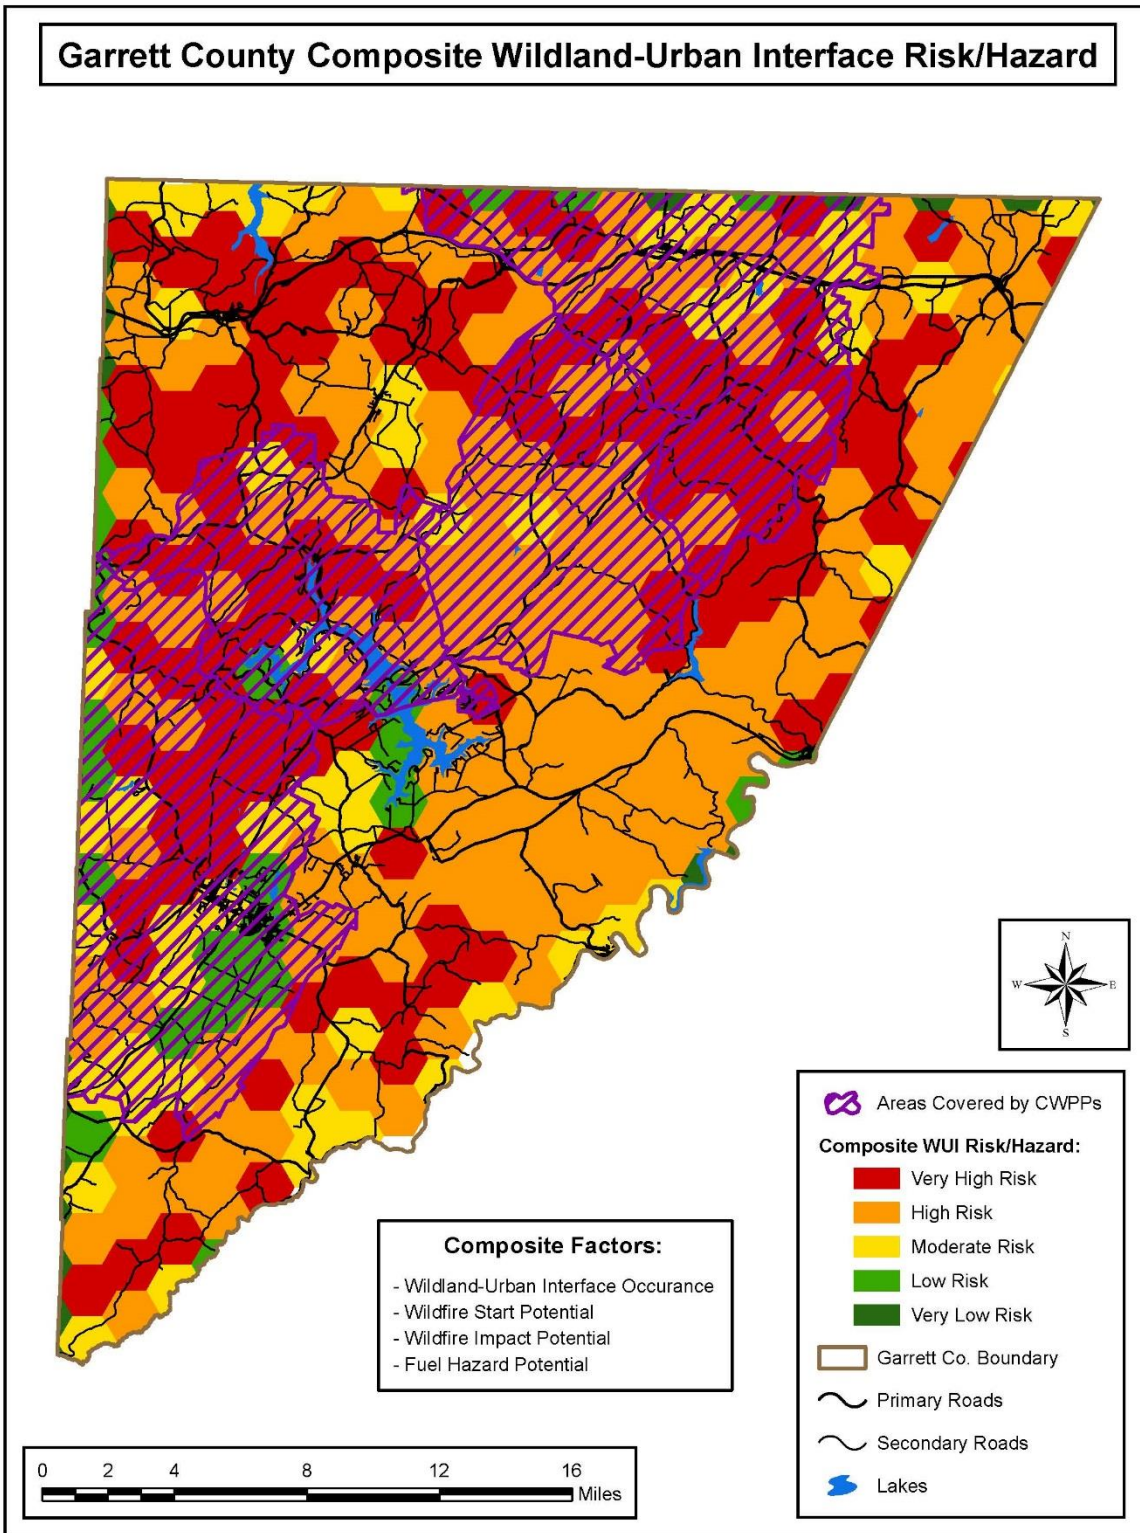 Garrett County Composite Wildland-Urban Interface Risk/Hazard
N
W
E
S
Areas Covered by CWPPs
Composite WUI Risk/Hazard:
Very High Risk
High Risk
Moderate Risk
Low Risk
Very Low Risk
Garrett Co. Boundary
Primary Roads
Secondary Roads
Lakes
Composite Factors:
- Wildland-Urban Interface Occurance
- Wildfire Start Potential
- Wildfire Impact Potential
- Fuel Hazard Potential
0 2 4 8 12 16
Miles